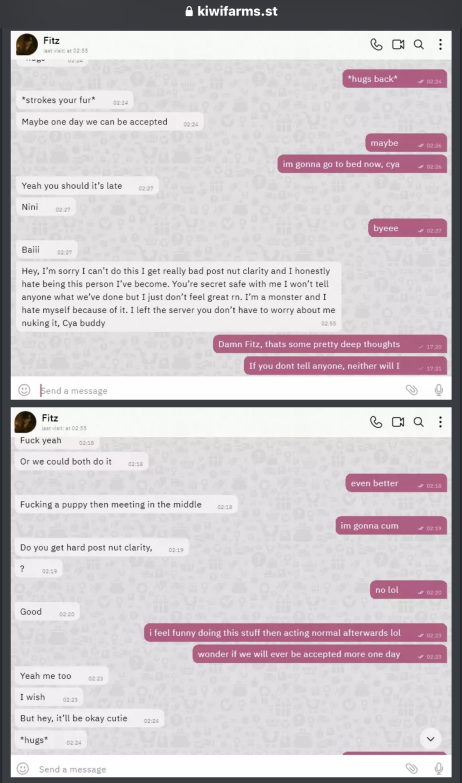 kiwifarms.st
Fitz
last visit: at 02:55
*hugs* 02:24
*hugs back* 02:24
*strokes your fur* 02:24
Maybe one day we can be accepted 02:24
maybe 02:26
im gonna go to bed now, cya 02:26
Yeah you should it's late 02:27
Nini 02:27
byeee 02:27
Baiii 02:27
Hey, I'm sorry I can't do this I get really bad post nut clarity and I honestly
hate being this person I've become. You're secret safe with me I won't tell
anyone what we've done but I just don't feel great rn. I'm a monster and I
hate myself because of it. I left the server you don't have to worry about me
nuking it, Cya buddy 02:55
Damn Fitz, thats some pretty deep thoughts 17:20
If you dont tell anyone, neither will I 17:25
Send a message
Fitz
last visit: at 02:55
Fuck yeah 02:18
Or we could both do it 02:18
even better 02:18
Fucking a puppy then meeting in the middle 02:18
im gonna cum 02:19
Do you get hard post nut clarity, 02:19
? 02:19
no lol 02:20
Good 02:20
i feel funny doing this stuff then acting normal afterwards lol 02:23
wonder if we will ever be accepted more one day 02:23
Yeah me too 02:23
I wish 02:23
But hey, it'll be okay cutie 02:24
*hugs* 02:24
Send a message